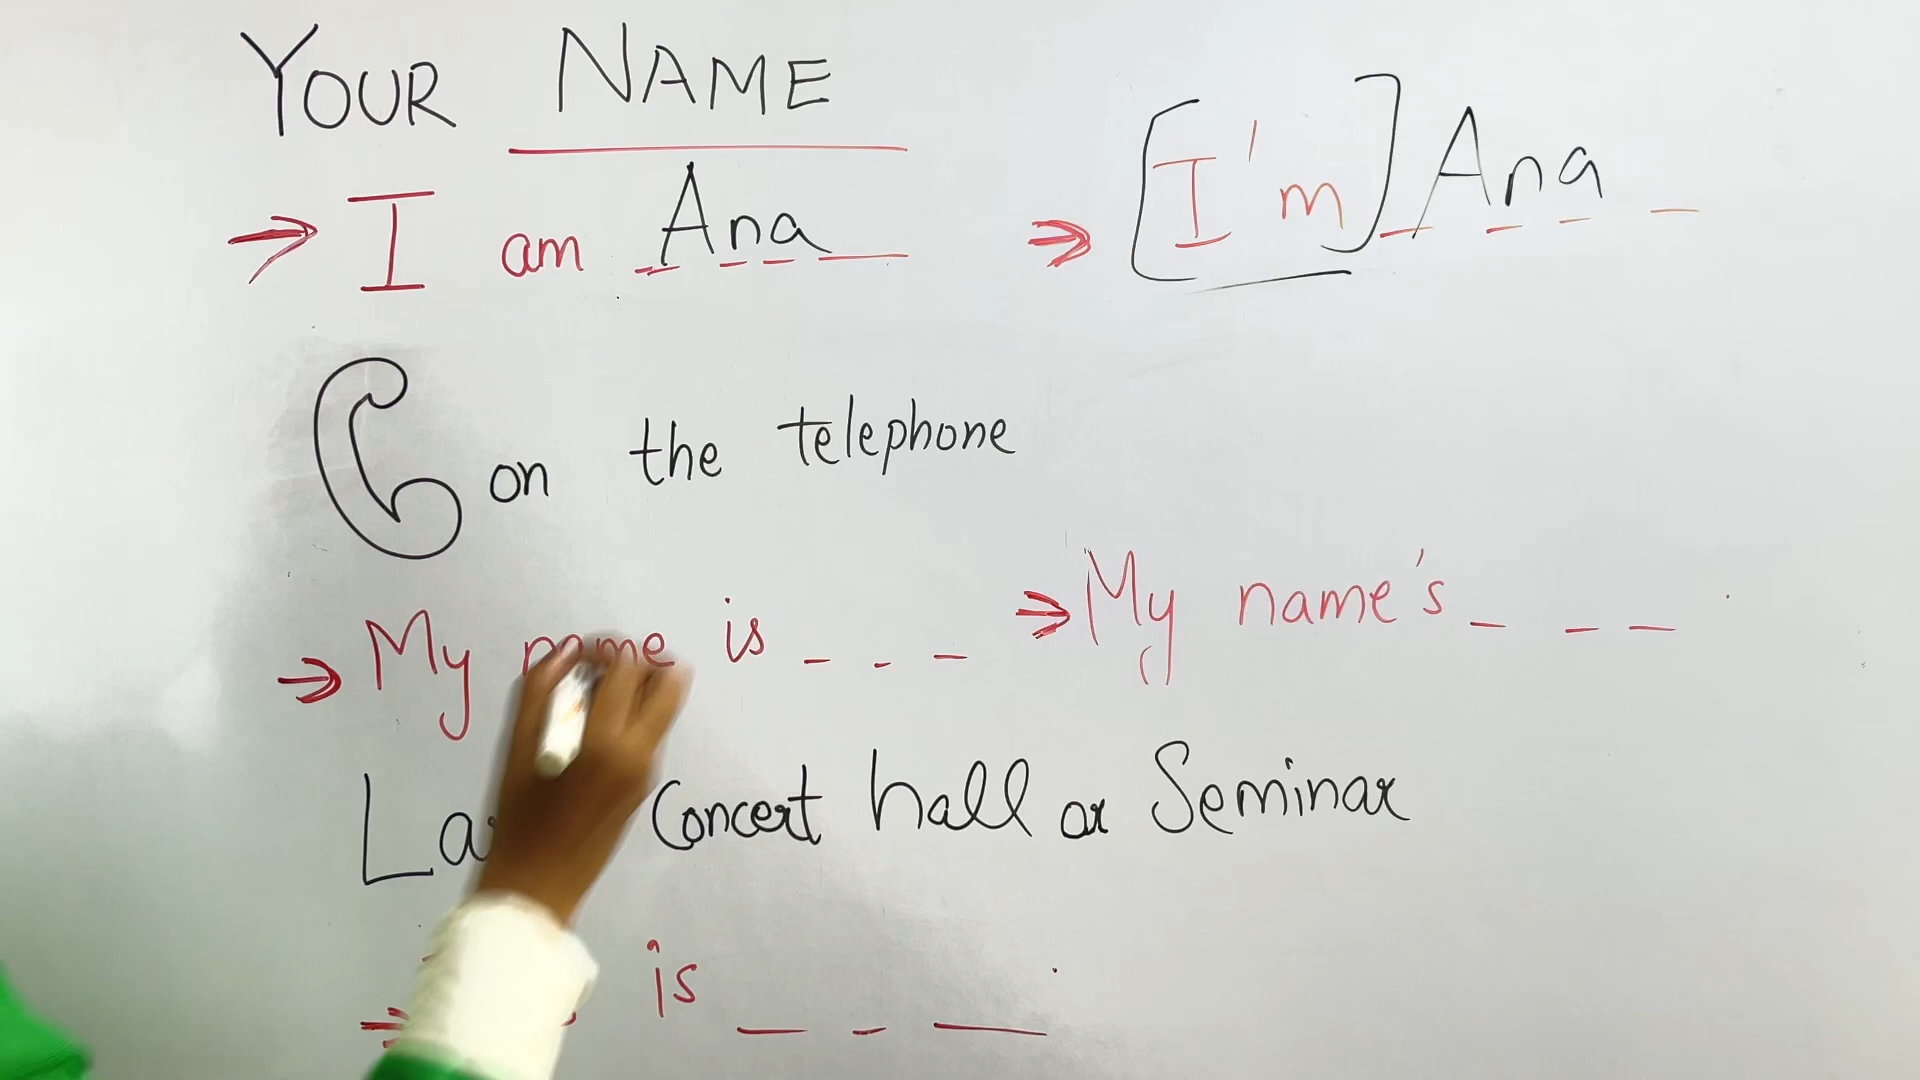 YOUR NAME
→ I am Ana
⇒ [I'm] Ana
on the telephone
→ My name is _ _ _
⇒ My name's _ _ _
Concert hall or Seminar
is _ _ _